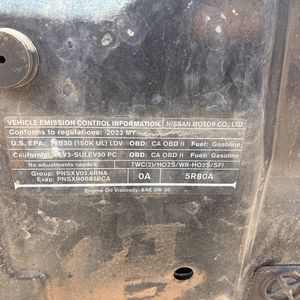 VEHICLE EMISSION CONTROL INFORMATION NISSAN MOTOR CO., LTD.
Conforms to regulations: 2023 MY
U.S. EPA: T3B30 (150K UL) LDV OBD: CA OBD II Fuel: Gasoline
California: LEV3-SULEV30 PC OBD: CA OBD II Fuel: Gasoline
No adjustments needed. TWC(2)/HO2S/WR-HO2S/SFI
Group: PNSXV01.6RNA
Evap: PNSXR0087PCA
0A 5R80A
Engine Oil Viscosity: SAE 0W-20